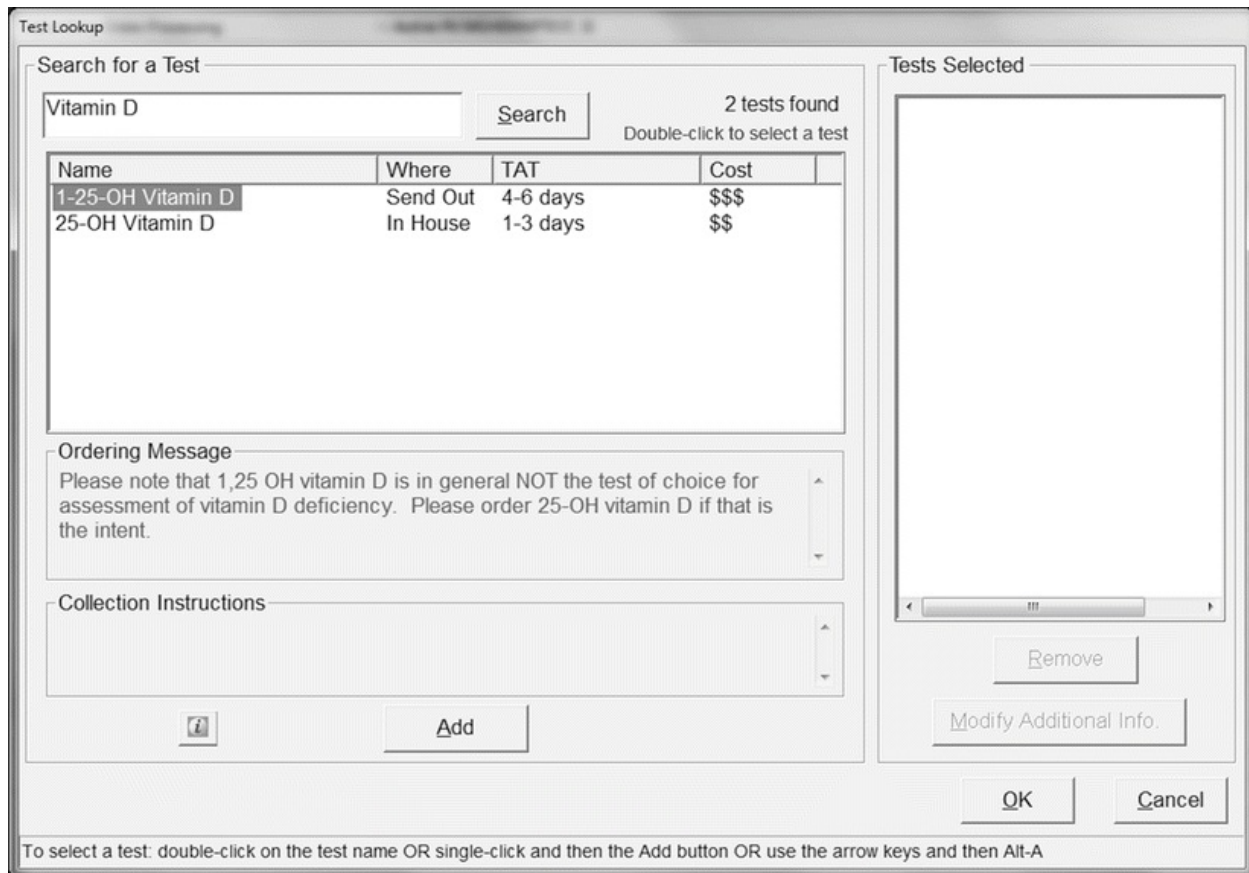 Test Lookup
Search for a Test
Vitamin D
Search
2 tests found
Double-click to select a test
Name Where TAT Cost
1-25-OH Vitamin D Send Out 4-6 days $$$
25-OH Vitamin D In House 1-3 days $$
Ordering Message
Please note that 1,25 OH vitamin D is in general NOT the test of choice for
assessment of vitamin D deficiency. Please order 25-OH vitamin D if that is
the intent.
Collection Instructions
i
Add
Tests Selected
Remove
Modify Additional Info.
OK
Cancel
To select a test: double-click on the test name OR single-click and then the Add button OR use the arrow keys and then Alt-A